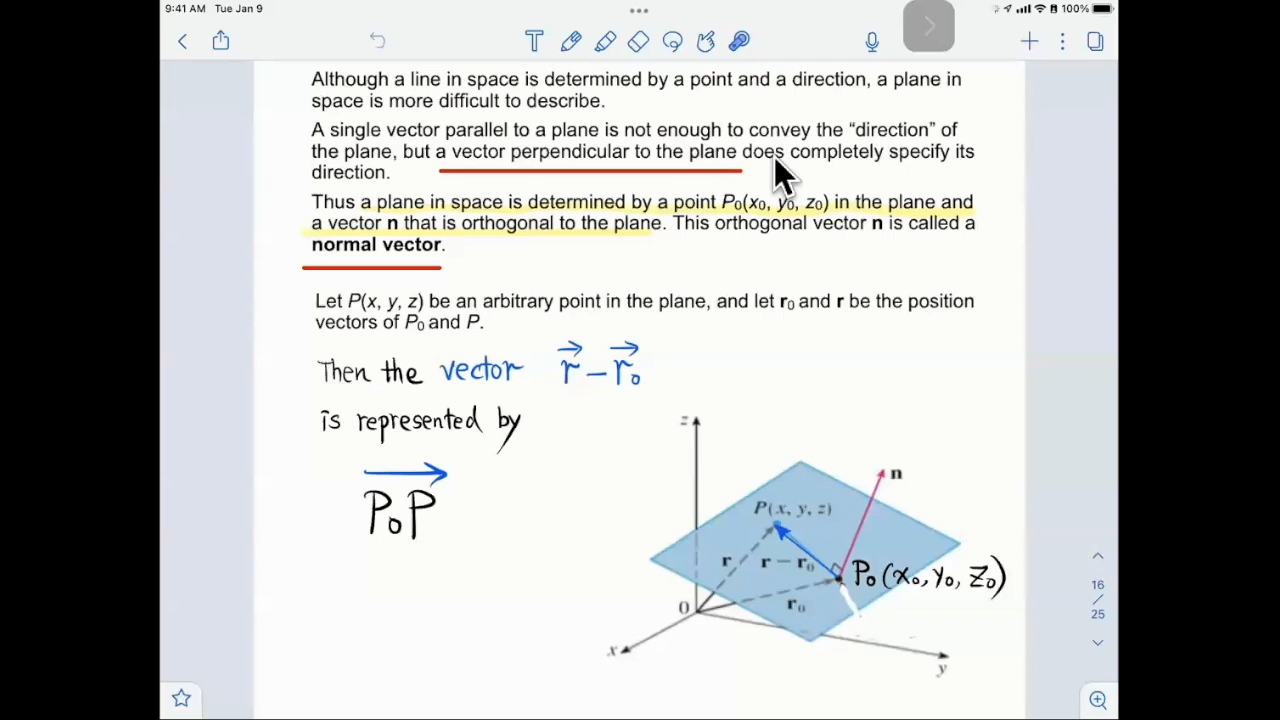 9:41 AM Tue Jan 9
100%
Although a line in space is determined by a point and a direction, a plane in
space is more difficult to describe.
A single vector parallel to a plane is not enough to convey the “direction” of
the plane, but a vector perpendicular to the plane does completely specify its
direction.
Thus a plane in space is determined by a point P₀(x₀, y₀, z₀) in the plane and
a vector n that is orthogonal to the plane. This orthogonal vector n is called a
normal vector.
Let P(x, y, z) be an arbitrary point in the plane, and let r₀ and r be the position
vectors of P₀ and P.
Then the vector r⃗ – r⃗₀
is represented by
P₀P
z
n
P(x, y, z)
r
r – r₀
P₀(x₀, y₀, z₀)
0
r₀
x
y
16
/
25